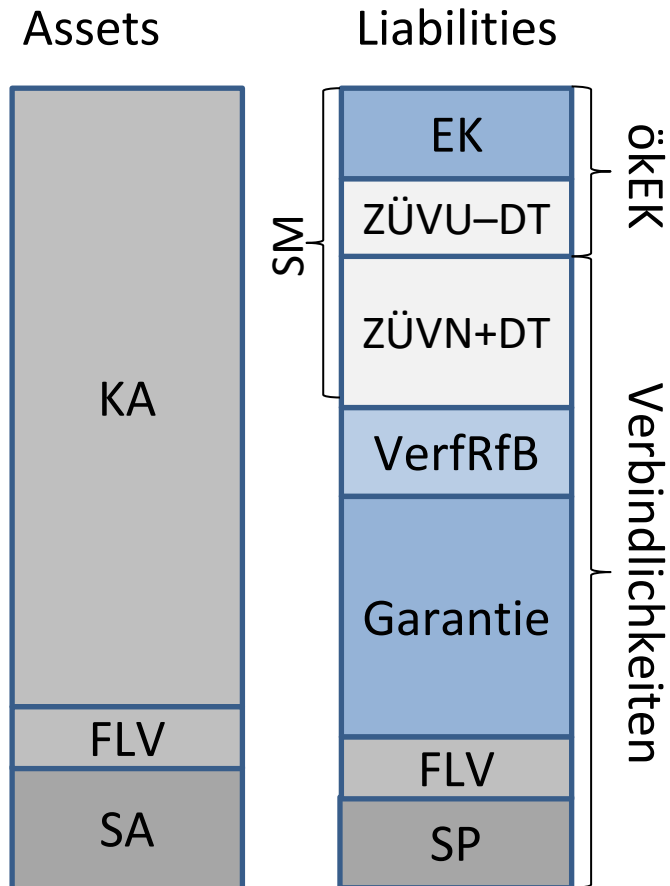 Assets
Liabilities
KA
FLV
SA
SM
EK
ZÜVU–DT
ZÜVN+DT
VerfRfB
Garantie
FLV
SP
ökEK
Verbindlichkeiten